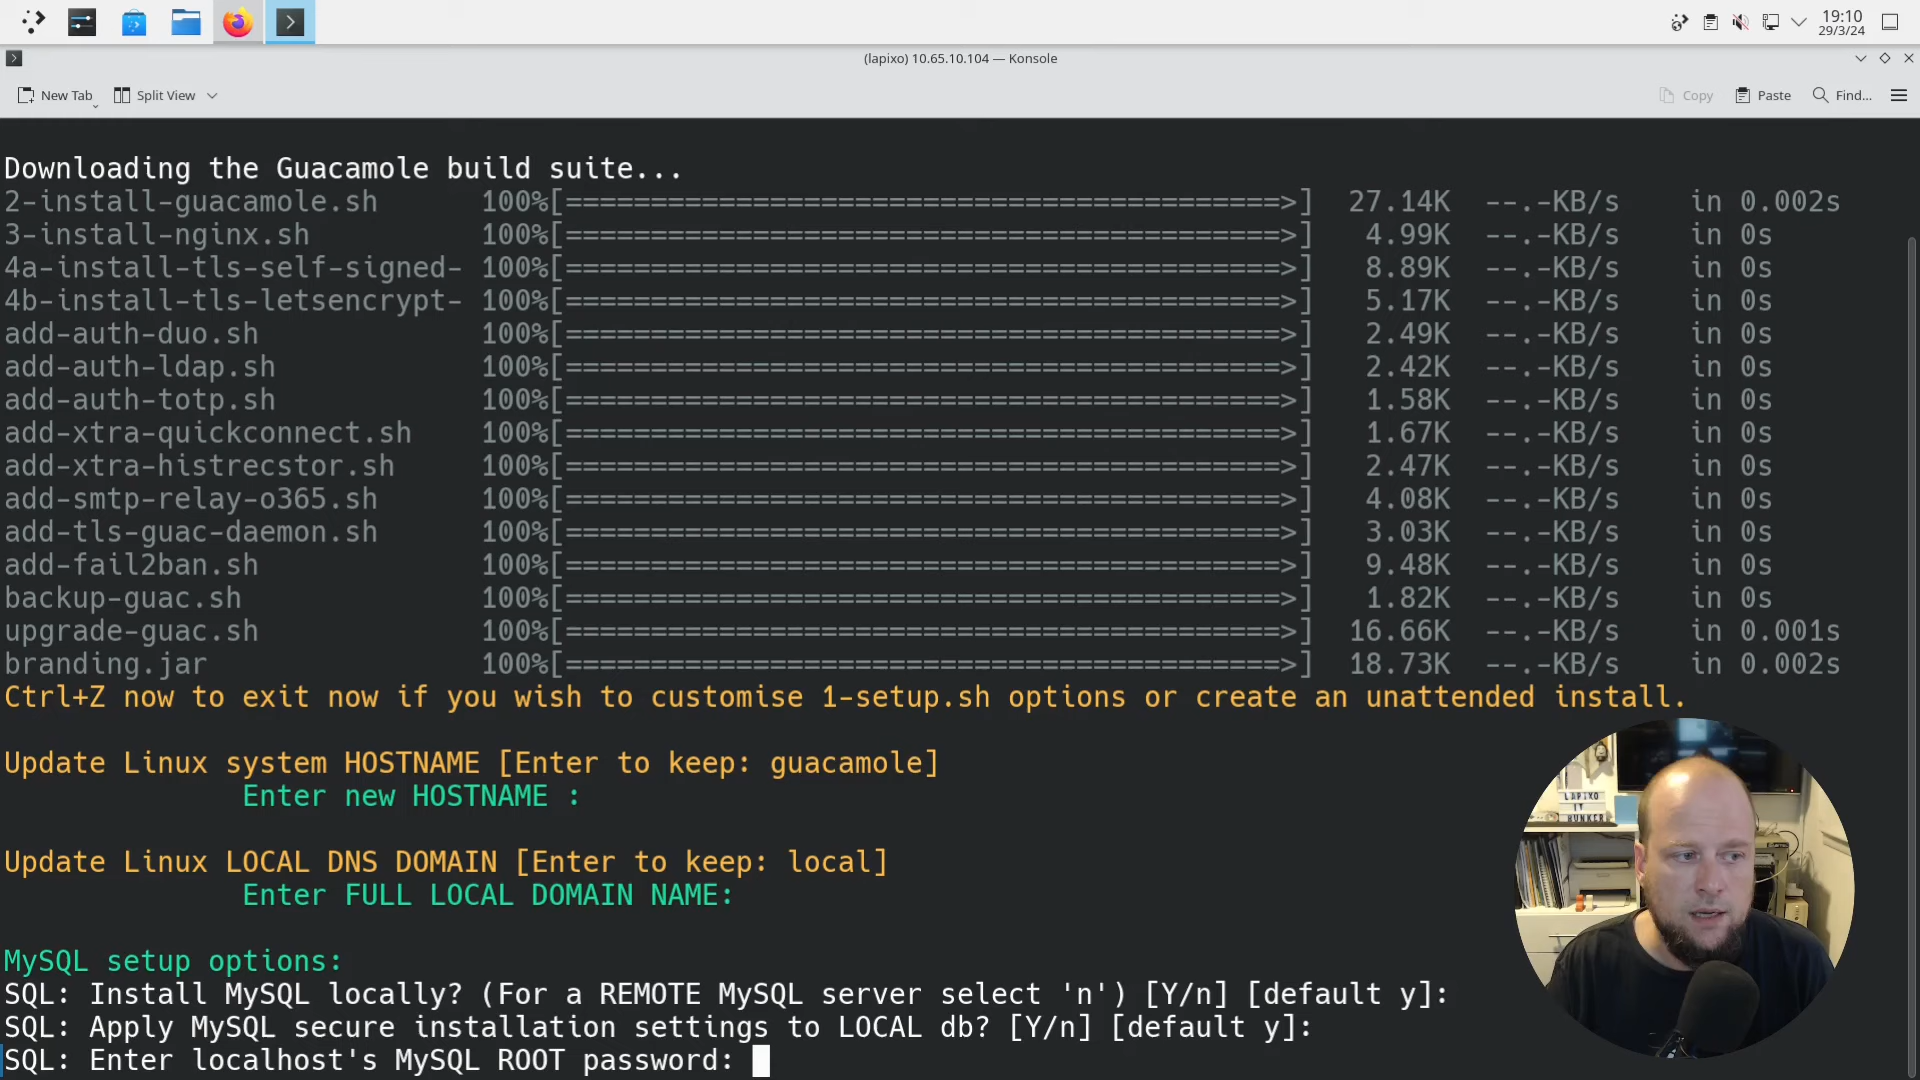 19:10
29/3/24
(lapixo) 10.65.10.104 — Konsole
New Tab Split View Copy Paste Find...
Downloading the Guacamole build suite...
2-install-guacamole.sh 100%[==========================================>] 27.14K --.-KB/s in 0.002s
3-install-nginx.sh 100%[==========================================>] 4.99K --.-KB/s in 0s
4a-install-tls-self-signed- 100%[==========================================>] 8.89K --.-KB/s in 0s
4b-install-tls-letsencrypt- 100%[==========================================>] 5.17K --.-KB/s in 0s
add-auth-duo.sh 100%[==========================================>] 2.49K --.-KB/s in 0s
add-auth-ldap.sh 100%[==========================================>] 2.42K --.-KB/s in 0s
add-auth-totp.sh 100%[==========================================>] 1.58K --.-KB/s in 0s
add-xtra-quickconnect.sh 100%[==========================================>] 1.67K --.-KB/s in 0s
add-xtra-histrecstor.sh 100%[==========================================>] 2.47K --.-KB/s in 0s
add-smtp-relay-o365.sh 100%[==========================================>] 4.08K --.-KB/s in 0s
add-tls-guac-daemon.sh 100%[==========================================>] 3.03K --.-KB/s in 0s
add-fail2ban.sh 100%[==========================================>] 9.48K --.-KB/s in 0s
backup-guac.sh 100%[==========================================>] 1.82K --.-KB/s in 0s
upgrade-guac.sh 100%[==========================================>] 16.66K --.-KB/s in 0.001s
branding.jar 100%[==========================================>] 18.73K --.-KB/s in 0.002s
Ctrl+Z now to exit now if you wish to customise 1-setup.sh options or create an unattended install.
Update Linux system HOSTNAME [Enter to keep: guacamole]
Enter new HOSTNAME :
Update Linux LOCAL DNS DOMAIN [Enter to keep: local]
Enter FULL LOCAL DOMAIN NAME:
MySQL setup options:
SQL: Install MySQL locally? (For a REMOTE MySQL server select 'n') [Y/n] [default y]:
SQL: Apply MySQL secure installation settings to LOCAL db? [Y/n] [default y]:
SQL: Enter localhost's MySQL ROOT password:
LAPIXO
IT
BUNKER